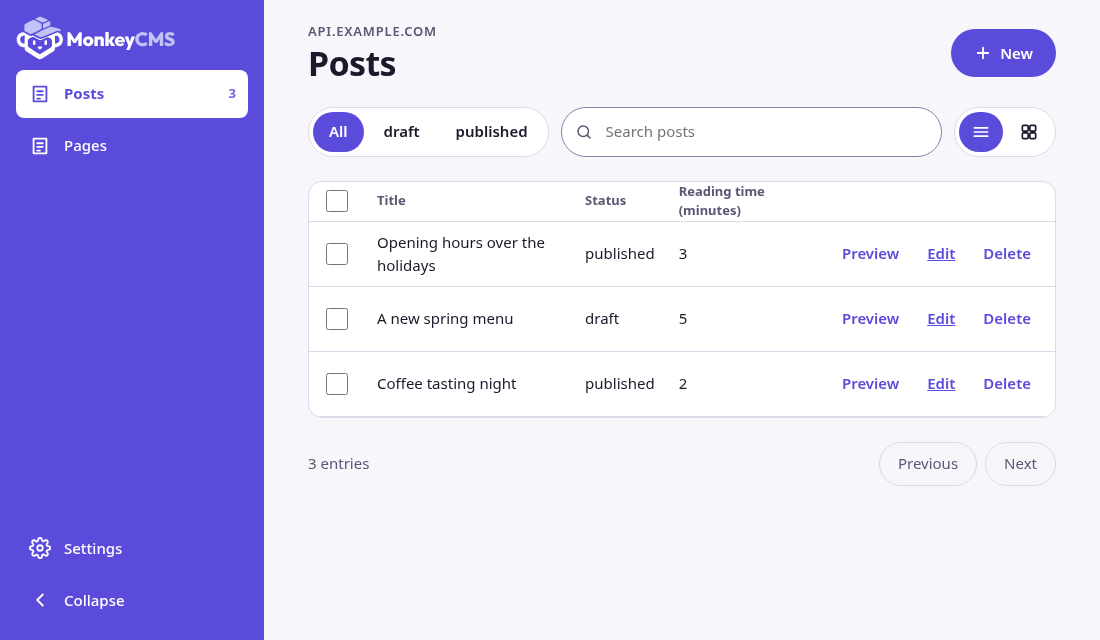 MonkeyCMS
Posts 3
Pages
Settings
Collapse
API.EXAMPLE.COM
Posts
New
All draft published
Search posts
Title Status Reading time (minutes)
Opening hours over the holidays published 3 Preview Edit Delete
A new spring menu draft 5 Preview Edit Delete
Coffee tasting night published 2 Preview Edit Delete
3 entries Previous Next